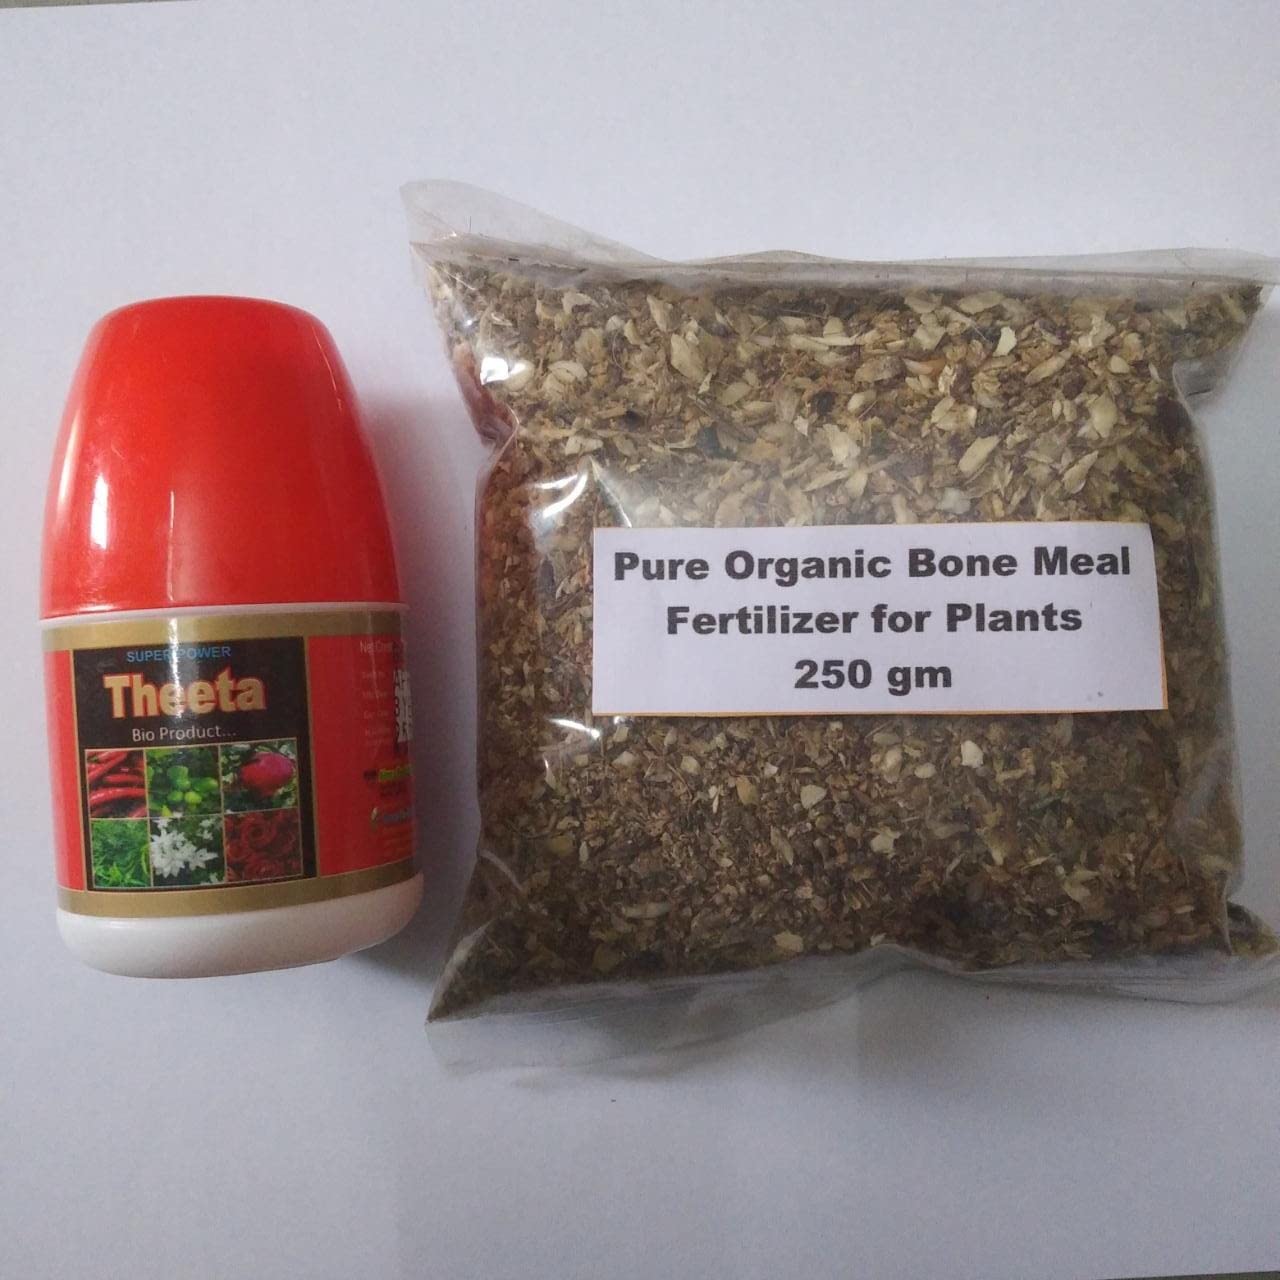 SUPER POWER
Theeta
Bio Product...
Pure Organic Bone Meal
Fertilizer for Plants
250 gm